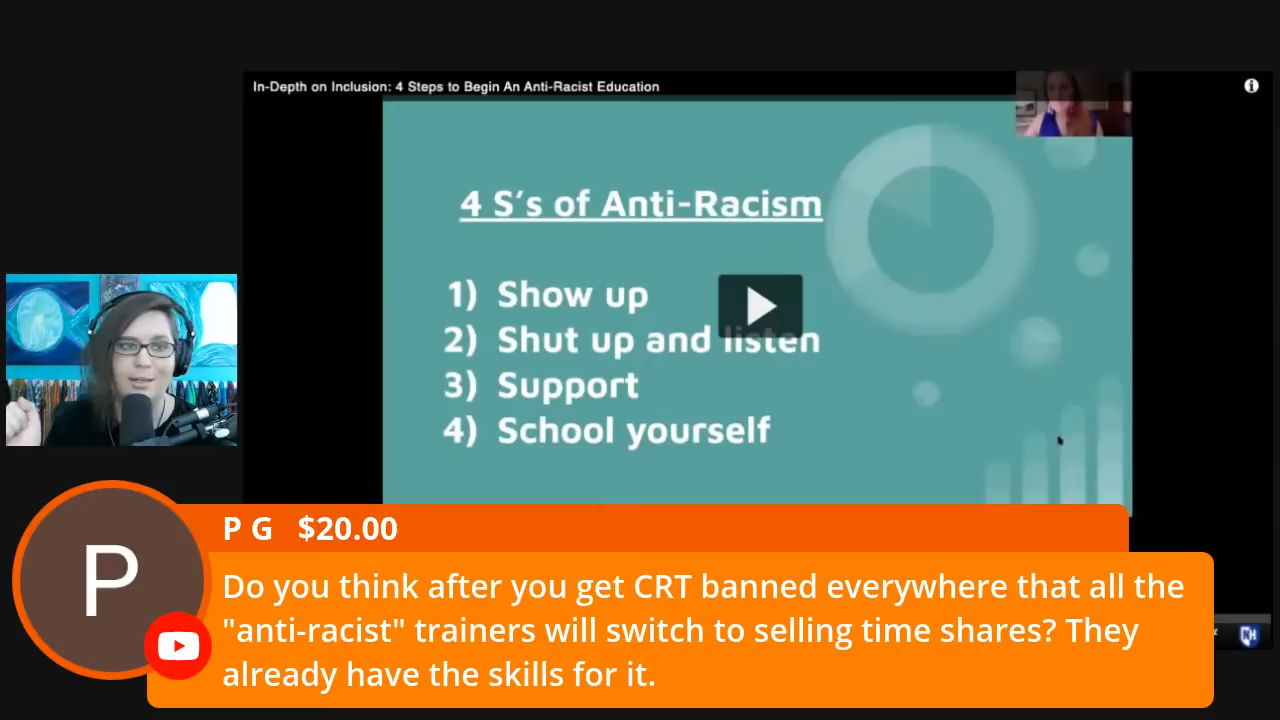 In-Depth on Inclusion: 4 Steps to Begin An Anti-Racist Education
4 S's of Anti-Racism
1) Show up
2) Shut up and listen
3) Support
4) School yourself
P
P G $20.00
Do you think after you get CRT banned everywhere that all the
"anti-racist" trainers will switch to selling time shares? They
already have the skills for it.